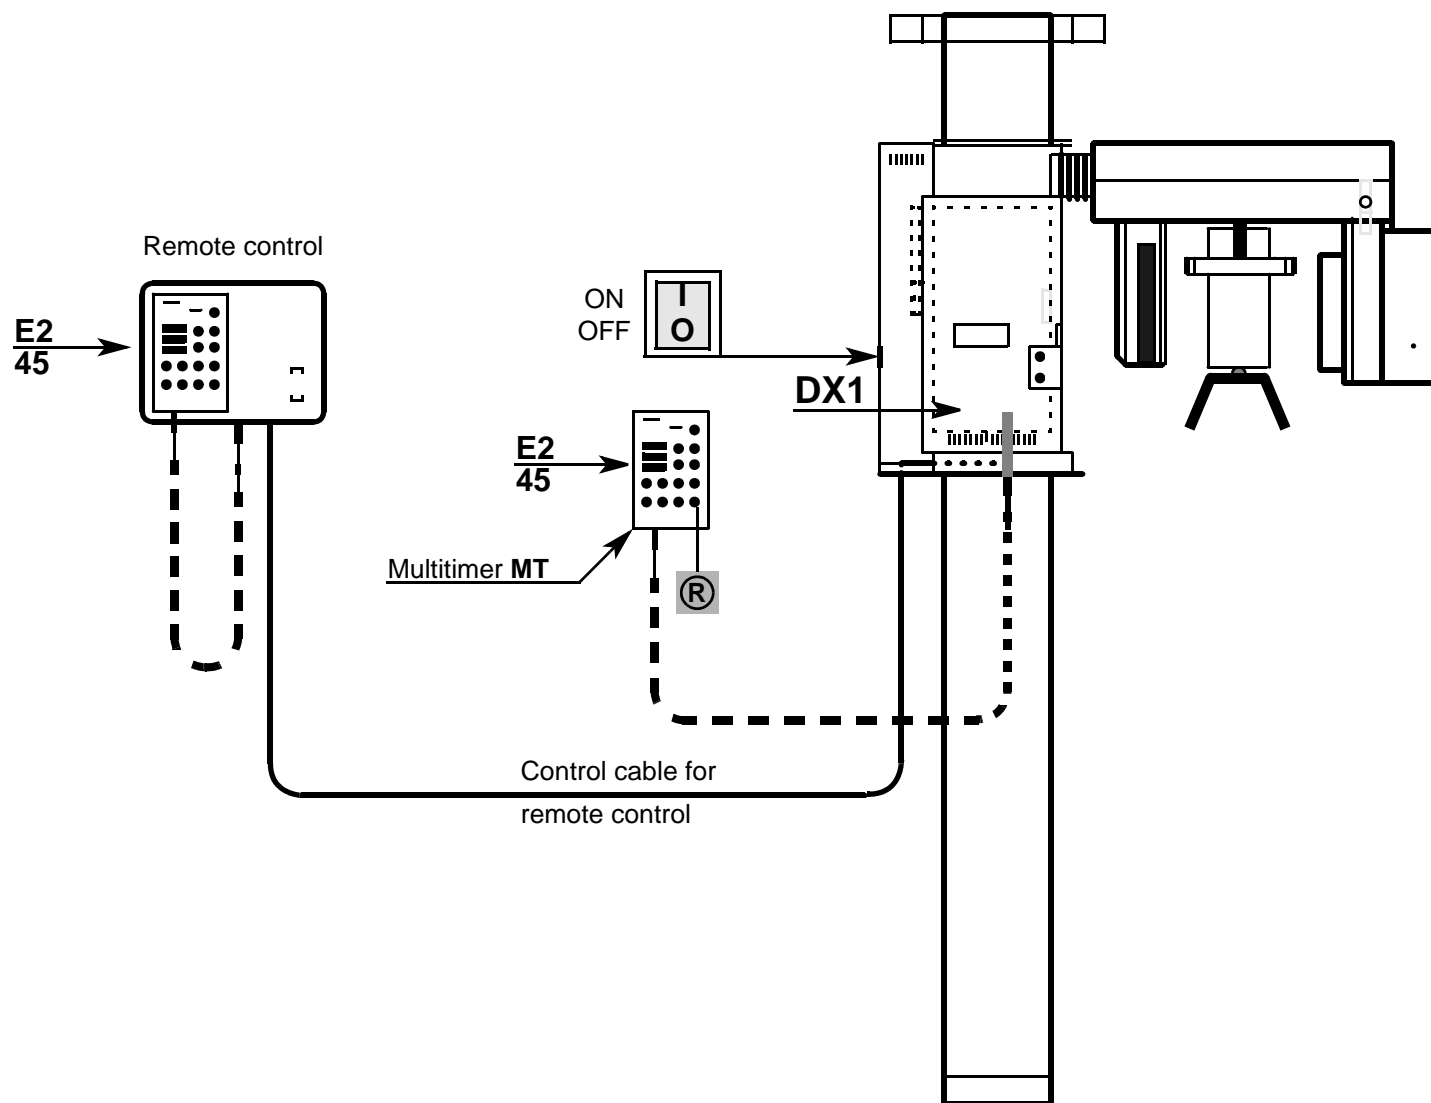 Remote control
E2
45
ON
OFF
I
O
DX1
E2
45
Multitimer MT
®
Control cable for
remote control